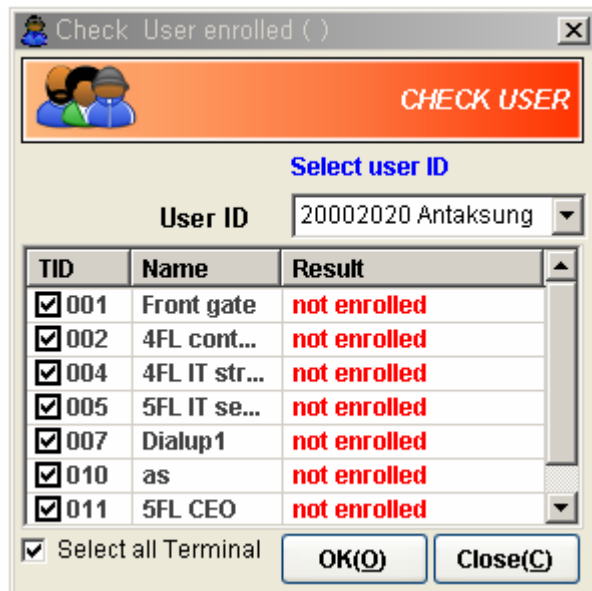 Check User enrolled ( )
CHECK USER
Select user ID
User ID 20002020 Antaksung
TID Name Result
001 Front gate not enrolled
002 4FL cont... not enrolled
004 4FL IT str... not enrolled
005 5FL IT se... not enrolled
007 Dialup1 not enrolled
010 as not enrolled
011 5FL CEO not enrolled
Select all Terminal OK(O) Close(C)